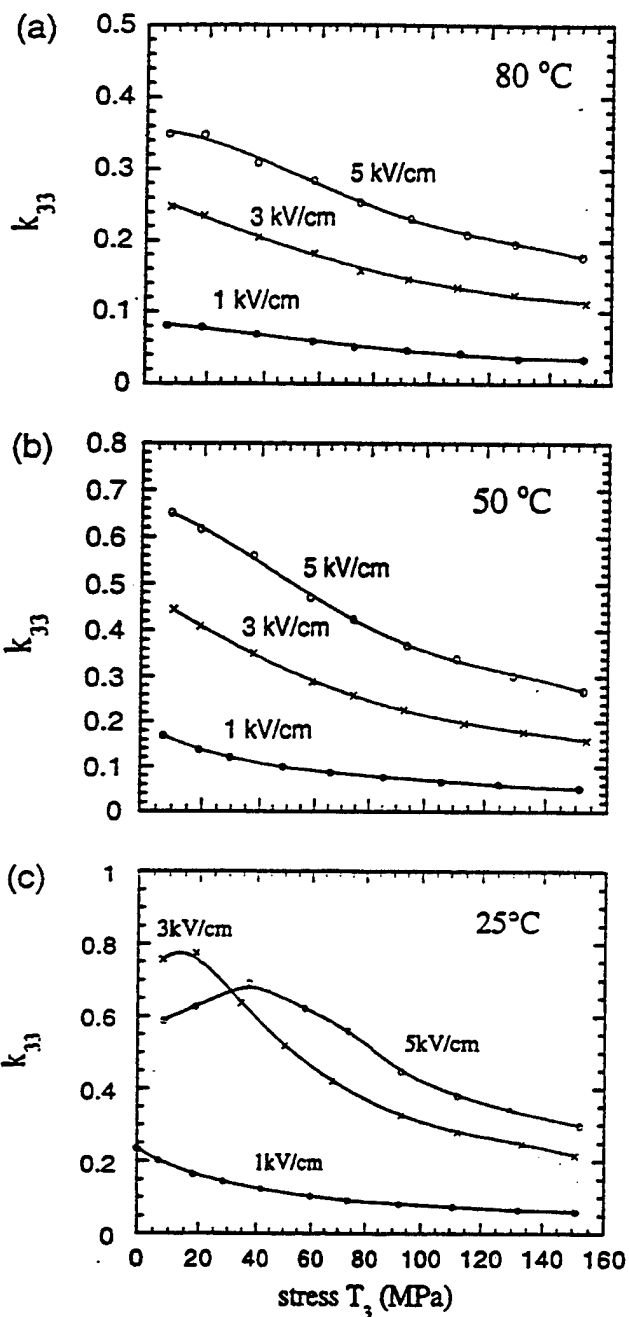 (a)
0.5
80 °C
0.4
5 kV/cm
0.3
3 kV/cm
k33
0.2
1 kV/cm
0.1
0
(b)
0.8
50 °C
0.7
0.6
5 kV/cm
0.5
3 kV/cm
k33
0.4
0.3
0.2
1 kV/cm
0.1
0
(c)
1
3kV/cm
25°C
0.8
0.6
5kV/cm
k33
0.4
0.2
1kV/cm
0
0 20 40 60 80 100 120 140 160
stress T3 (MPa)